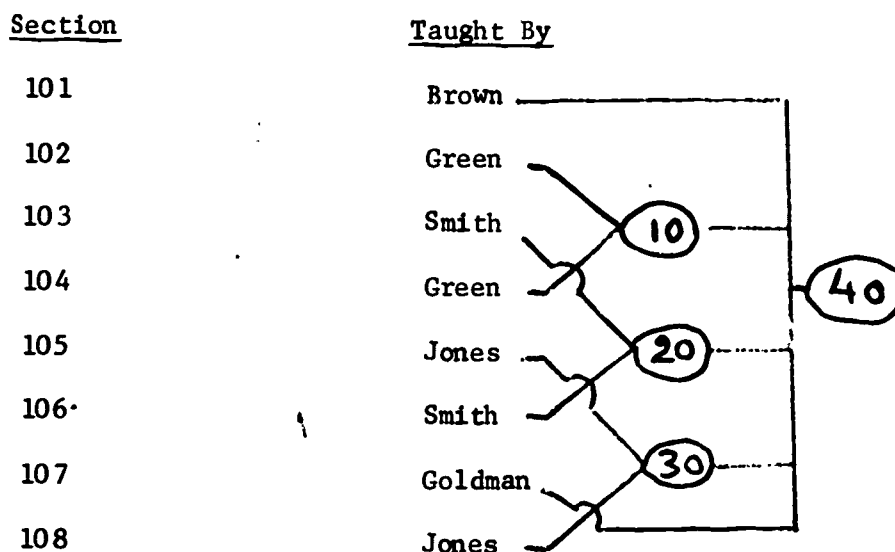 Section Taught By
101 Brown
102 Green
103 Smith
10
104 Green
40
105 Jones
20
106 Smith
30
107 Goldman
108 Jones